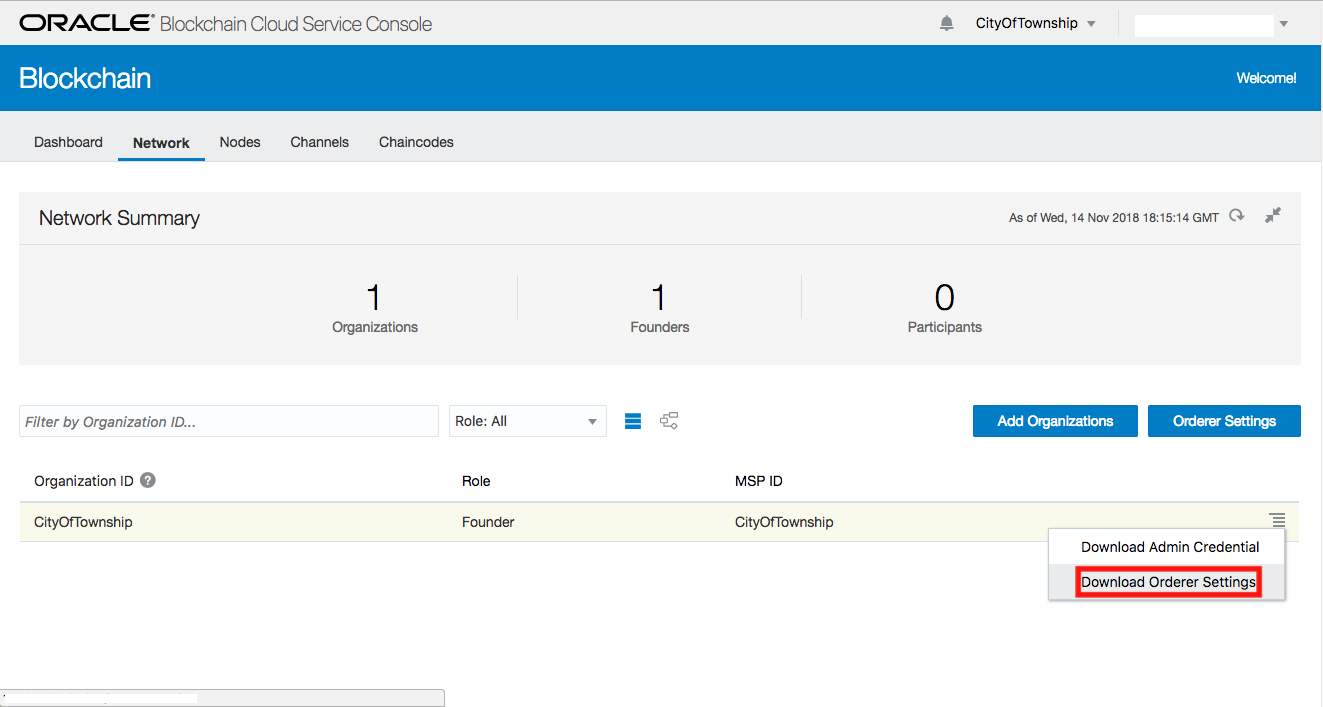 ORACLE® Blockchain Cloud Service Console CityOfTownship
Blockchain Welcome!
Dashboard Network Nodes Channels Chaincodes
Network Summary As of Wed, 14 Nov 2018 18:15:14 GMT
1 1 0
Organizations Founders Participants
Filter by Organization ID... Role: All Add Organizations Orderer Settings
Organization ID ? Role MSP ID
CityOfTownship Founder CityOfTownship
Download Admin Credential
Download Orderer Settings